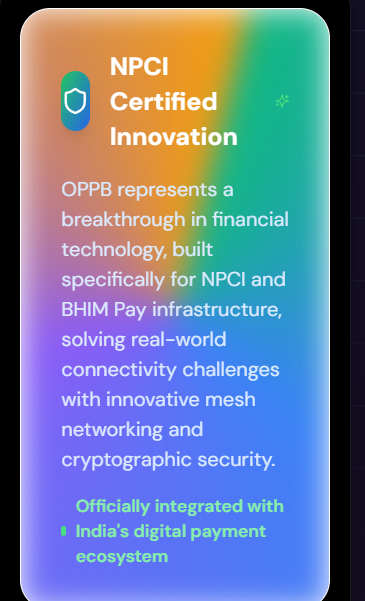 NPCI
Certified
Innovation
OPPB represents a
breakthrough in financial
technology, built
specifically for NPCI and
BHIM Pay infrastructure,
solving real-world
connectivity challenges
with innovative mesh
networking and
cryptographic security.
Officially integrated with
India's digital payment
ecosystem